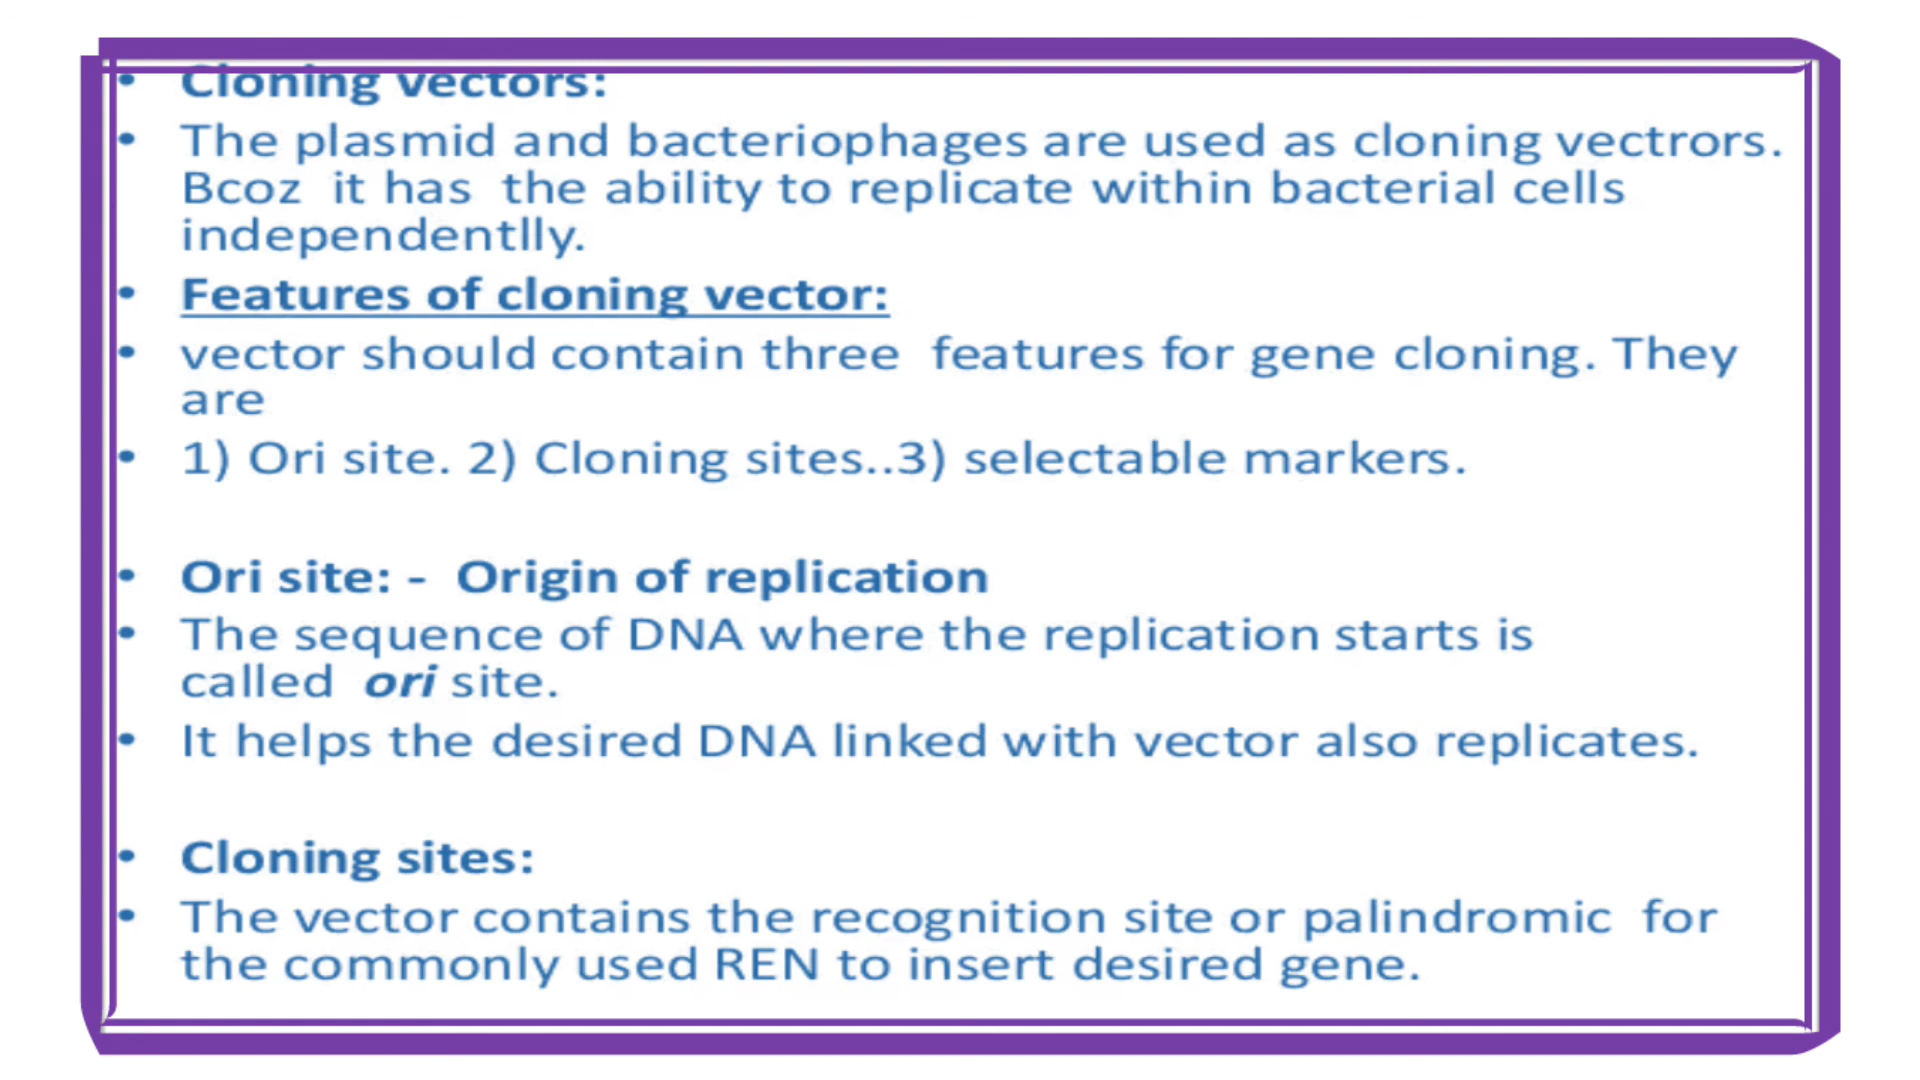 • Cloning vectors:
• The plasmid and bacteriophages are used as cloning vectrors.
Bcoz it has the ability to replicate within bacterial cells
independentlly.
• Features of cloning vector:
• vector should contain three features for gene cloning. They
are
• 1) Ori site. 2) Cloning sites..3) selectable markers.
• Ori site: - Origin of replication
• The sequence of DNA where the replication starts is
called ori site.
• It helps the desired DNA linked with vector also replicates.
• Cloning sites:
• The vector contains the recognition site or palindromic for
the commonly used REN to insert desired gene.